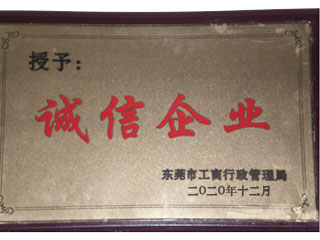 授予：
诚信企业
东莞市工商行政管理局
二〇二〇年十二月